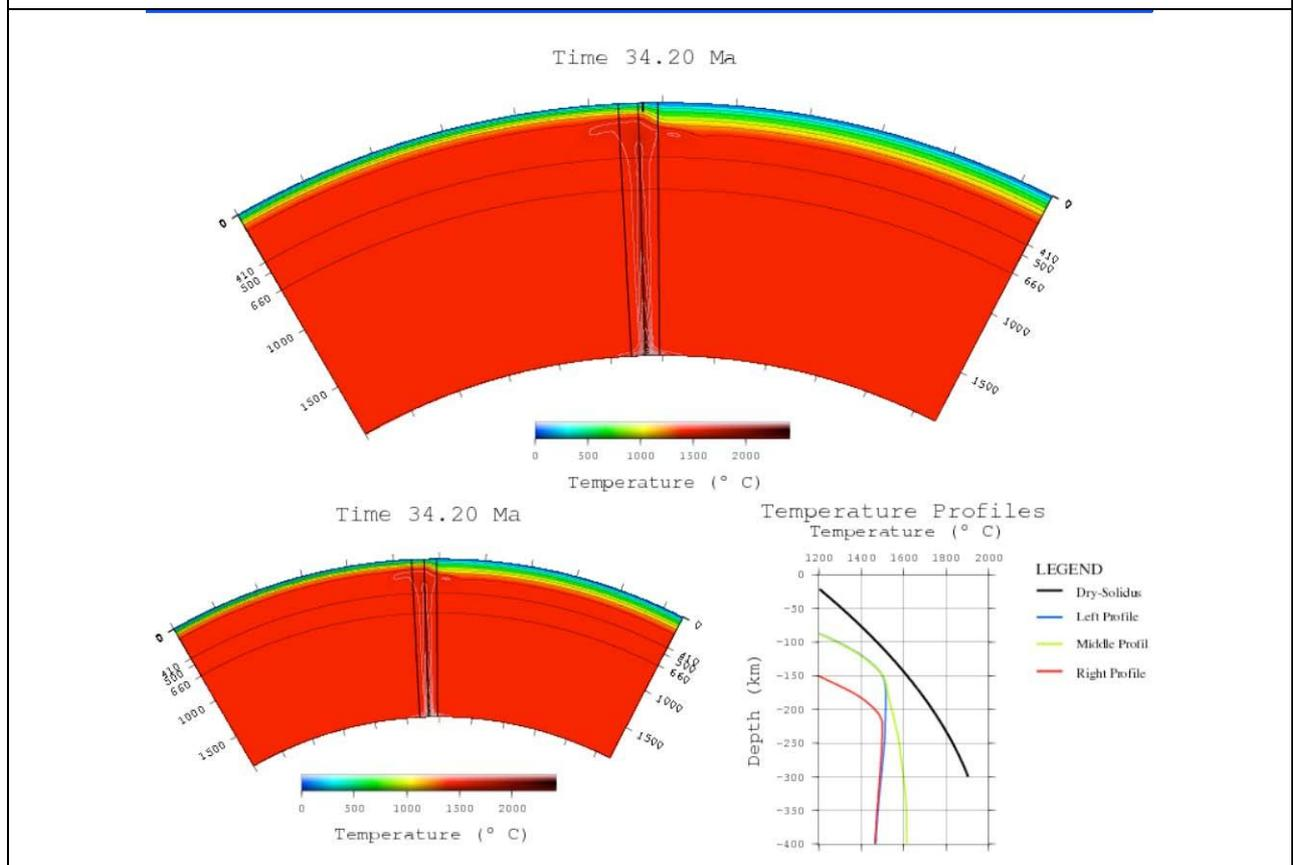 Time 34.20 Ma
0
410
500
660
1000
1500
0
410
500
660
1000
1500
0 500 1000 1500 2000
Temperature (° C)
Time 34.20 Ma
0
410
500
660
1000
1500
0
410
500
660
1000
1500
0 500 1000 1500 2000
Temperature (° C)
Temperature Profiles
Temperature (° C)
1200 1400 1600 1800 2000
0
-50
-100
-150
-200
-250
-300
-350
-400
Depth (km)
LEGEND
Dry-Solidus
Left Profile
Middle Profil
Right Profile